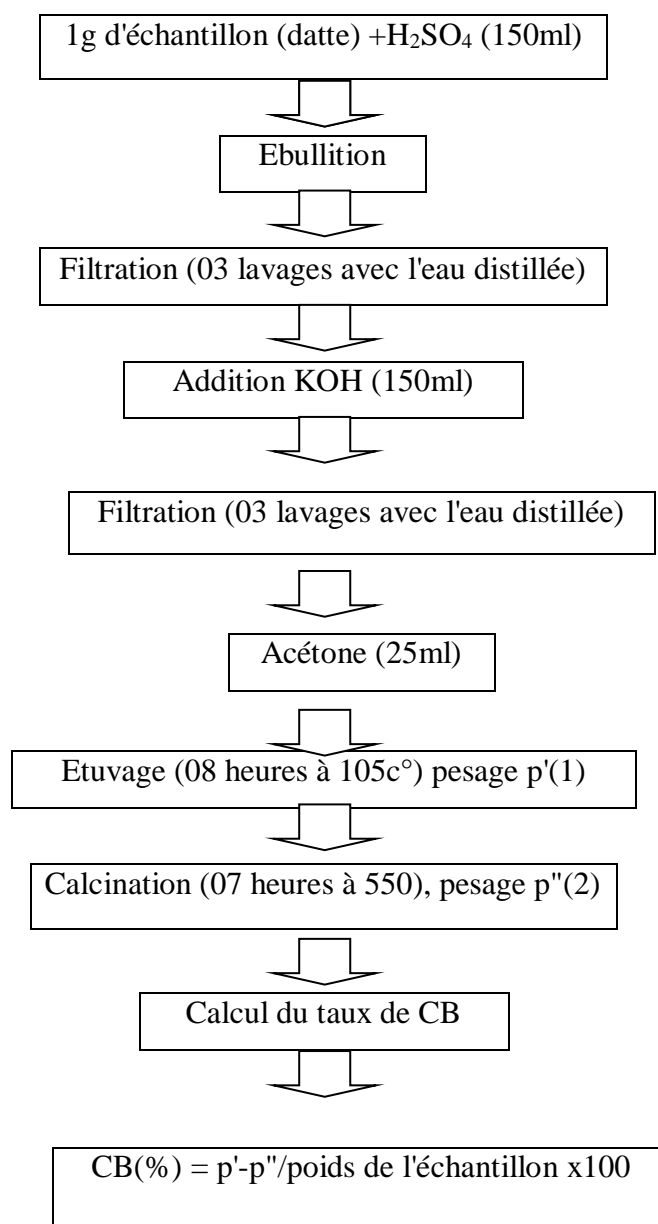 1g d'échantillon (datte) +H₂SO₄ (150ml)
Ebullition
Filtration (03 lavages avec l'eau distillée)
Addition KOH (150ml)
Filtration (03 lavages avec l'eau distillée)
Acétone (25ml)
Etuvage (08 heures à 105c°) pesage p'(1)
Calcination (07 heures à 550), pesage p"(2)
Calcul du taux de CB
CB(%) = p'-p"/poids de l'échantillon x100